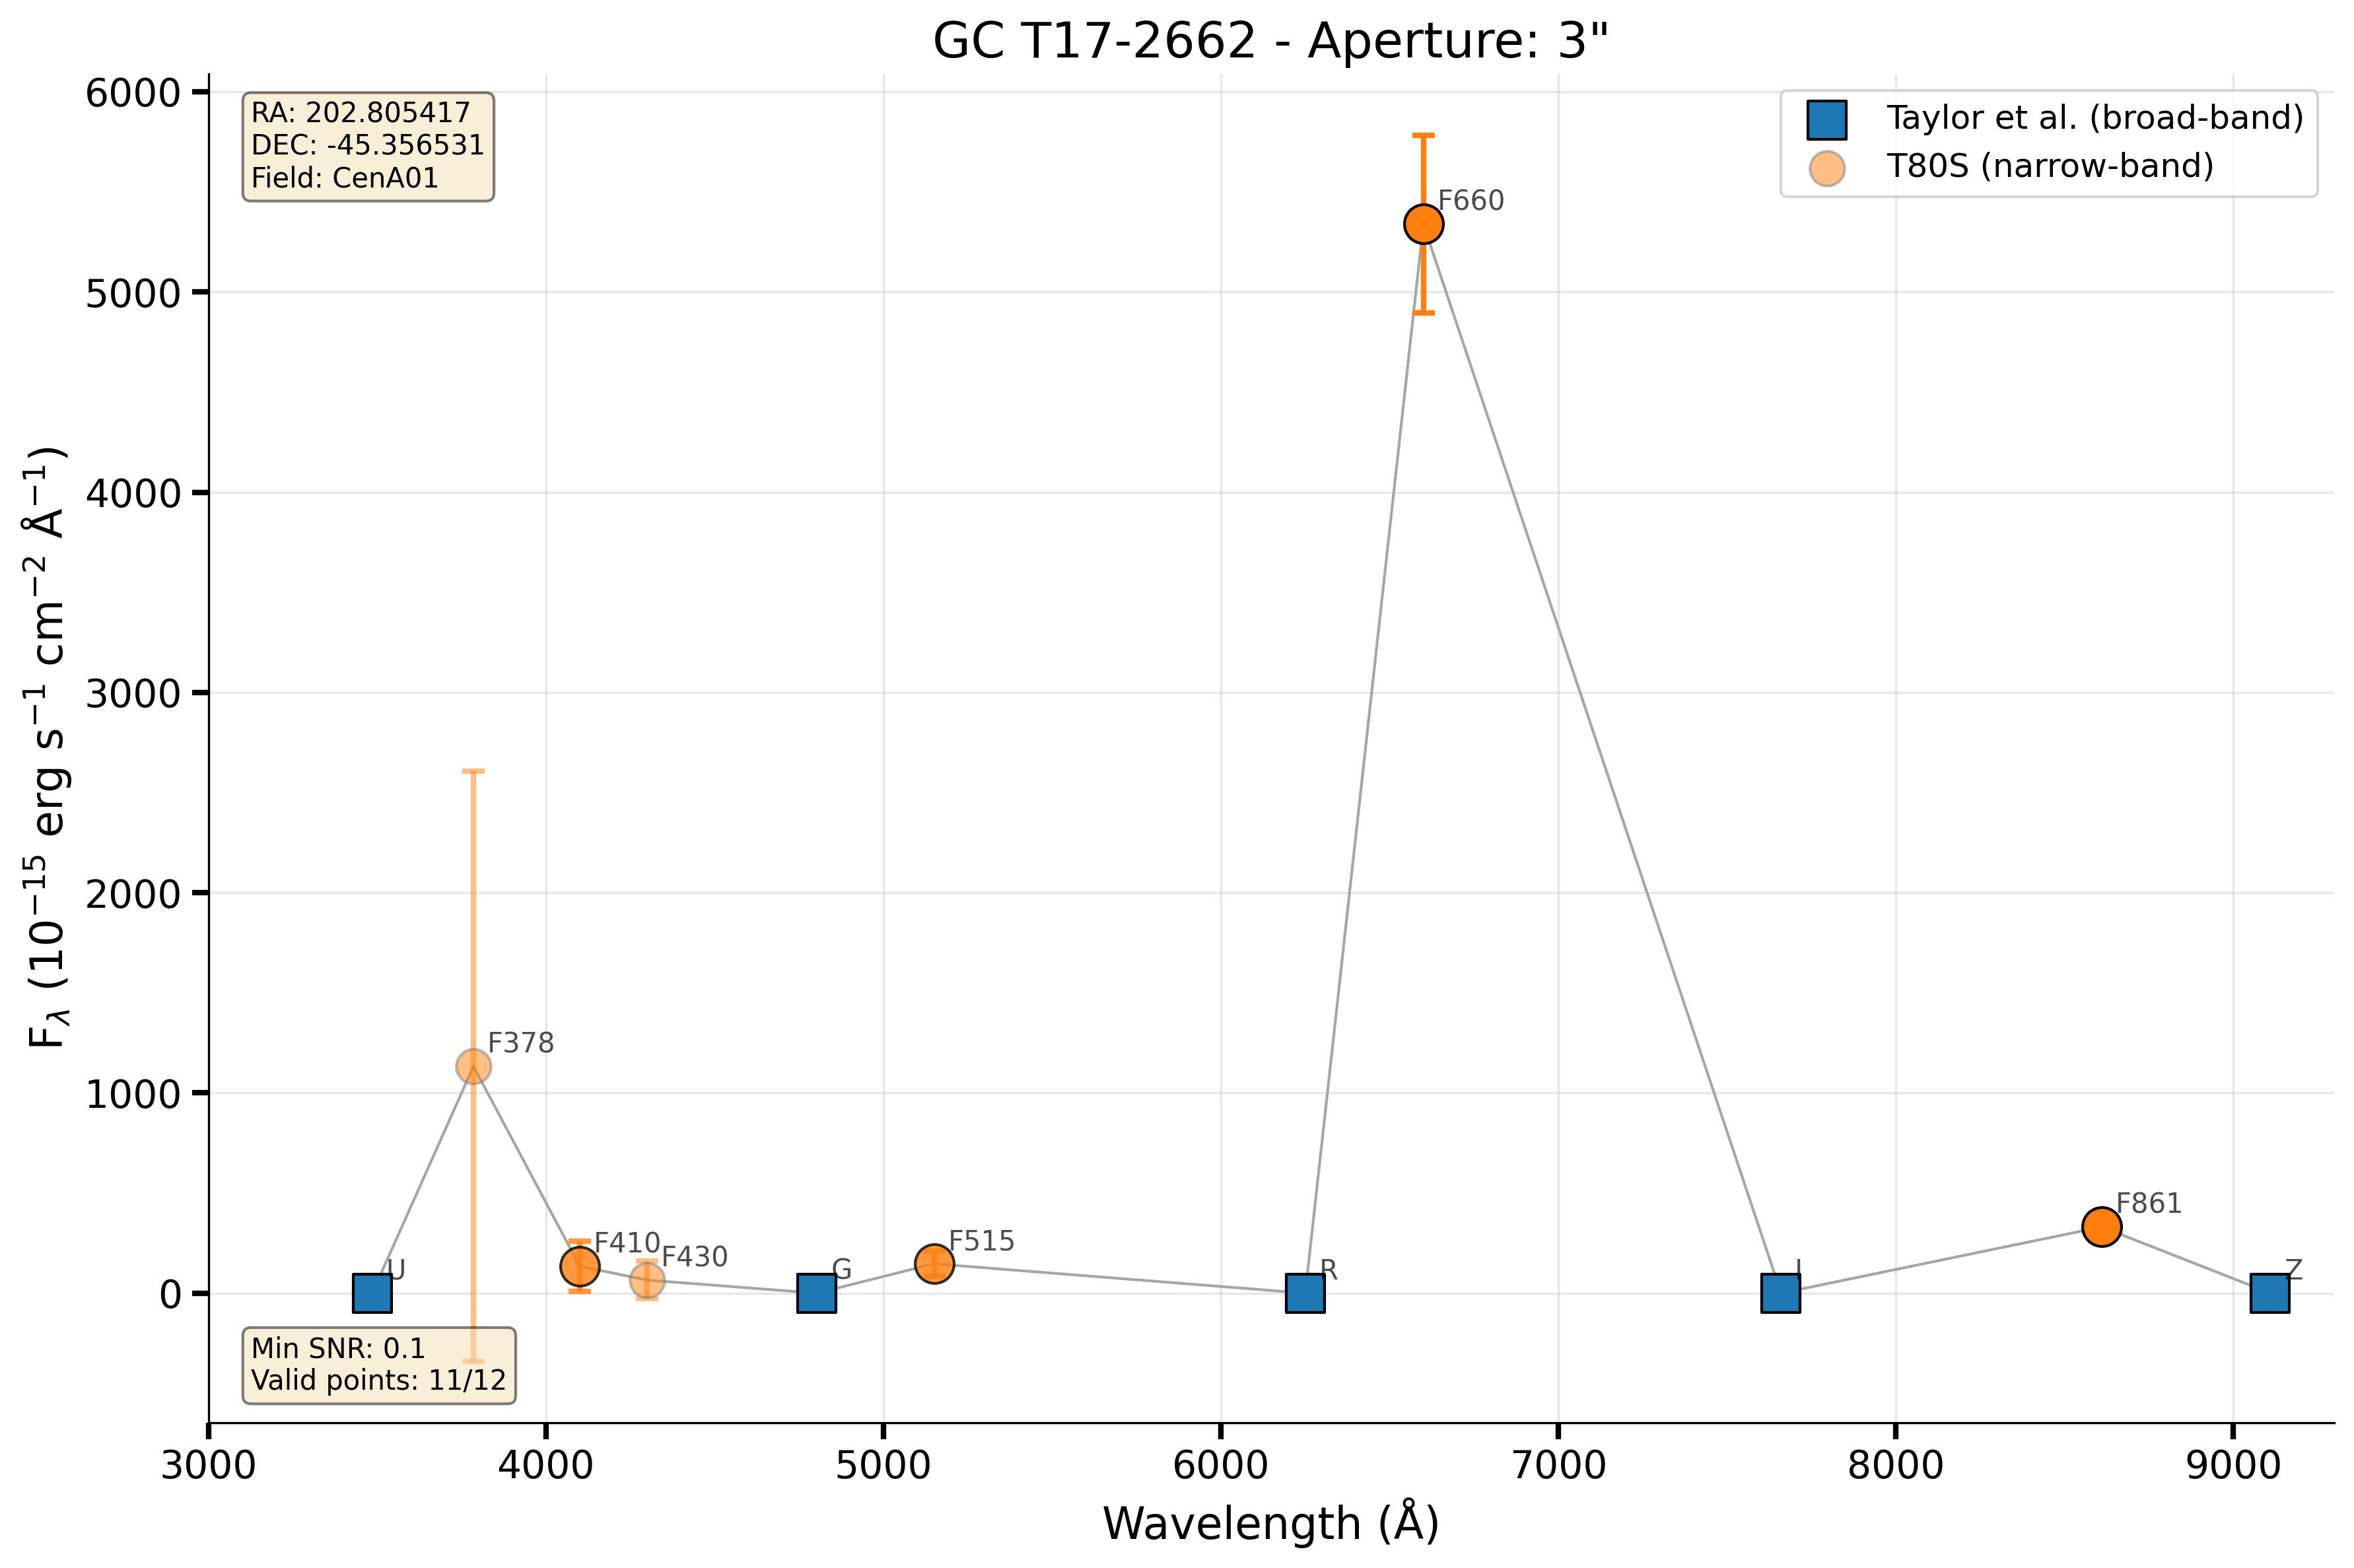 GC T17-2662 - Aperture: 3"
RA: 202.805417
DEC: -45.356531
Field: CenA01
Taylor et al. (broad-band)
T80S (narrow-band)
F_λ (10⁻¹⁵ erg s⁻¹ cm⁻² Å⁻¹)
6000
5000
4000
3000
2000
1000
0
U
F378
F410
F430
G
F515
R
F660
I
F861
Z
Min SNR: 0.1
Valid points: 11/12
3000 4000 5000 6000 7000 8000 9000
Wavelength (Å)